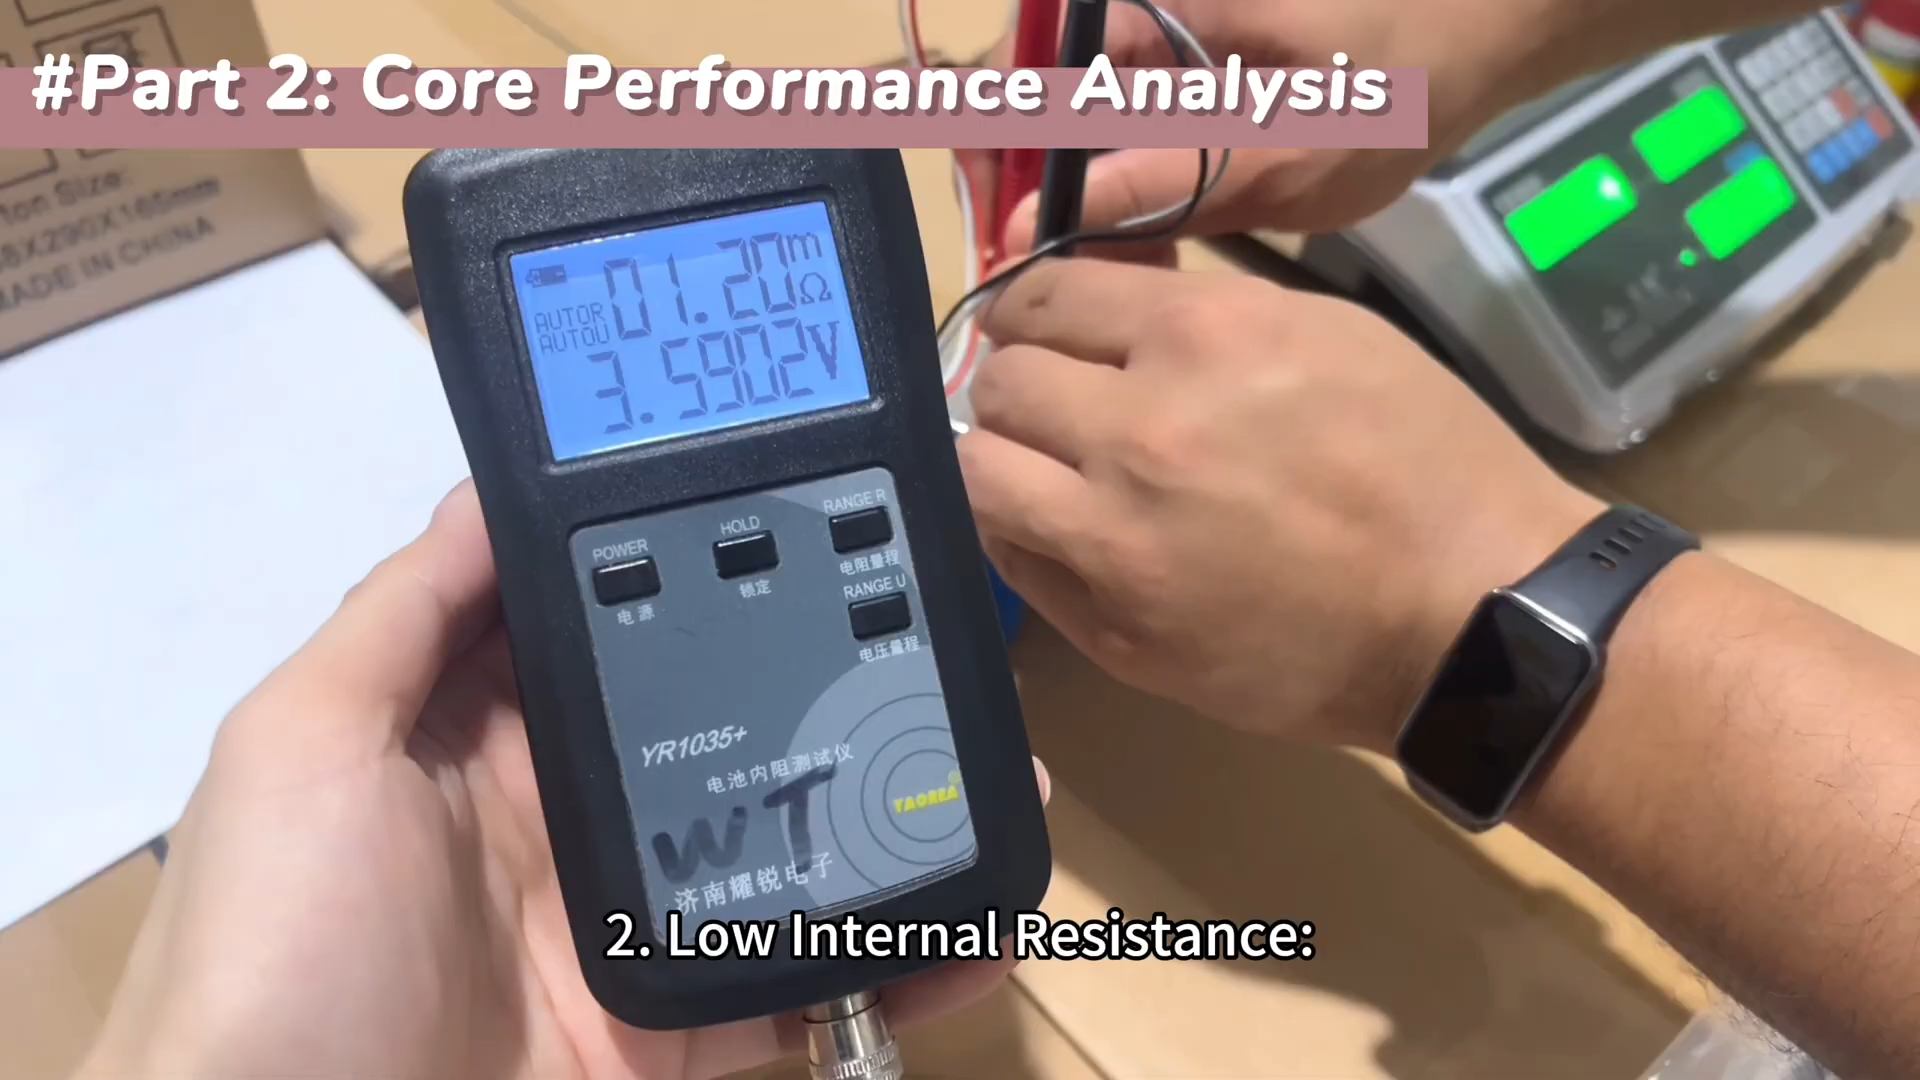 #Part 2: Core Performance Analysis
MADE IN CHINA
01.20mΩ
AUTOR
AUTOU
3.5902V
POWER
电源
HOLD
锁定
RANGE R
电阻量程
RANGE U
电压量程
YR1035+
电池内阻测试仪
WT
YAOREA
济南耀锐电子
2. Low Internal Resistance: